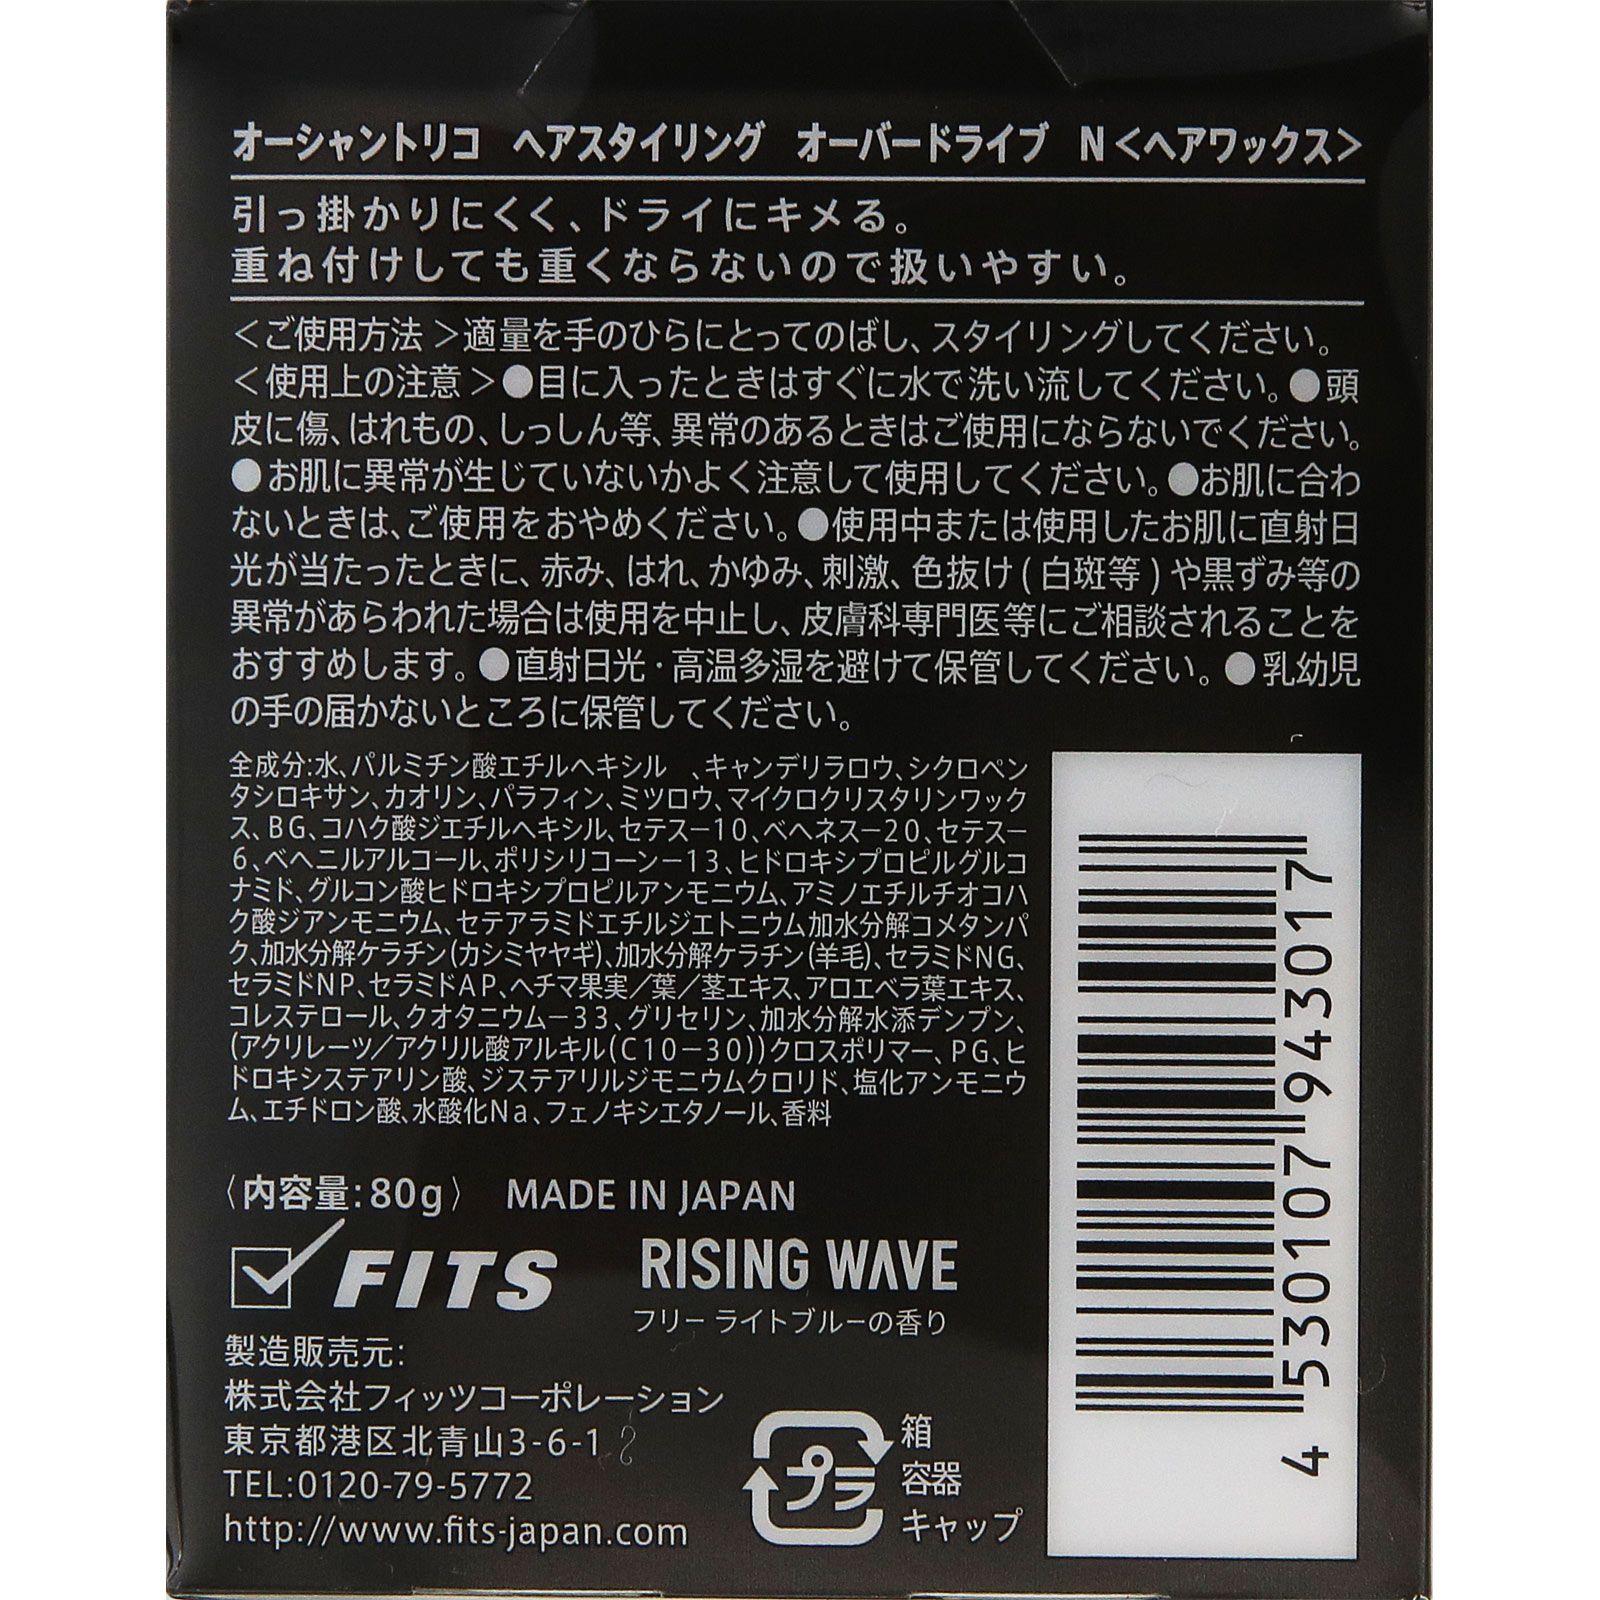 オーシャントリコ　ヘアスタイリング　オーバードライブ　N<ヘアワックス>
引っ掛かりにくく、ドライにキメる。
重ね付けしても重くならないので扱いやすい。
＜ご使用方法＞適量を手のひらにとってのばし、スタイリングしてください。
＜使用上の注意＞●目に入ったときはすぐに水で洗い流してください。●頭
皮に傷、はれもの、しっしん等、異常のあるときはご使用にならないでください。
●お肌に異常が生じていないかよく注意して使用してください。●お肌に合わ
ないときは、ご使用をおやめください。●使用中または使用したお肌に直射日
光が当たったときに、赤み、はれ、かゆみ、刺激、色抜け(白斑等)や黒ずみ等の
異常があらわれた場合は使用を中止し、皮膚科専門医等にご相談されることを
おすすめします。●直射日光・高温多湿を避けて保管してください。●乳幼児
の手の届かないところに保管してください。
全成分:水、パルミチン酸エチルヘキシル　、キャンデリラロウ、シクロペン
タシロキサン、カオリン、パラフィン、ミツロウ、マイクロクリスタリンワック
ス、BG、コハク酸ジエチルヘキシル、セテス－10、ベヘネス－20、セテス－
6、ベヘニルアルコール、ポリシリコーン－13、ヒドロキシプロピルグルコ
ナミド、グルコン酸ヒドロキシプロピルアンモニウム、アミノエチルチオコハ
ク酸ジアンモニウム、セテアラミドエチルジエトニウム加水分解コメタンパ
ク、加水分解ケラチン(カシミヤヤギ)、加水分解ケラチン(羊毛)、セラミドNG、
セラミドNP、セラミドAP、ヘチマ果実／葉／茎エキス、アロエベラ葉エキス、
コレステロール、クオタニウム－33、グリセリン、加水分解水添デンプン、
(アクリレーツ／アクリル酸アルキル(C10－30))クロスポリマー、PG、ヒ
ドロキシステアリン酸、ジステアリルジモニウムクロリド、塩化アンモニウ
ム、エチドロン酸、水酸化Na、フェノキシエタノール、香料
〈内容量:80g〉　MADE IN JAPAN
FITS
RISING WAVE
フリー ライトブルーの香り
製造販売元:
株式会社フィッツコーポレーション
東京都港区北青山3-6-1
TEL:0120-79-5772
http://www.fits-japan.com
プラ
箱
容器
キャップ
4 530107 943017